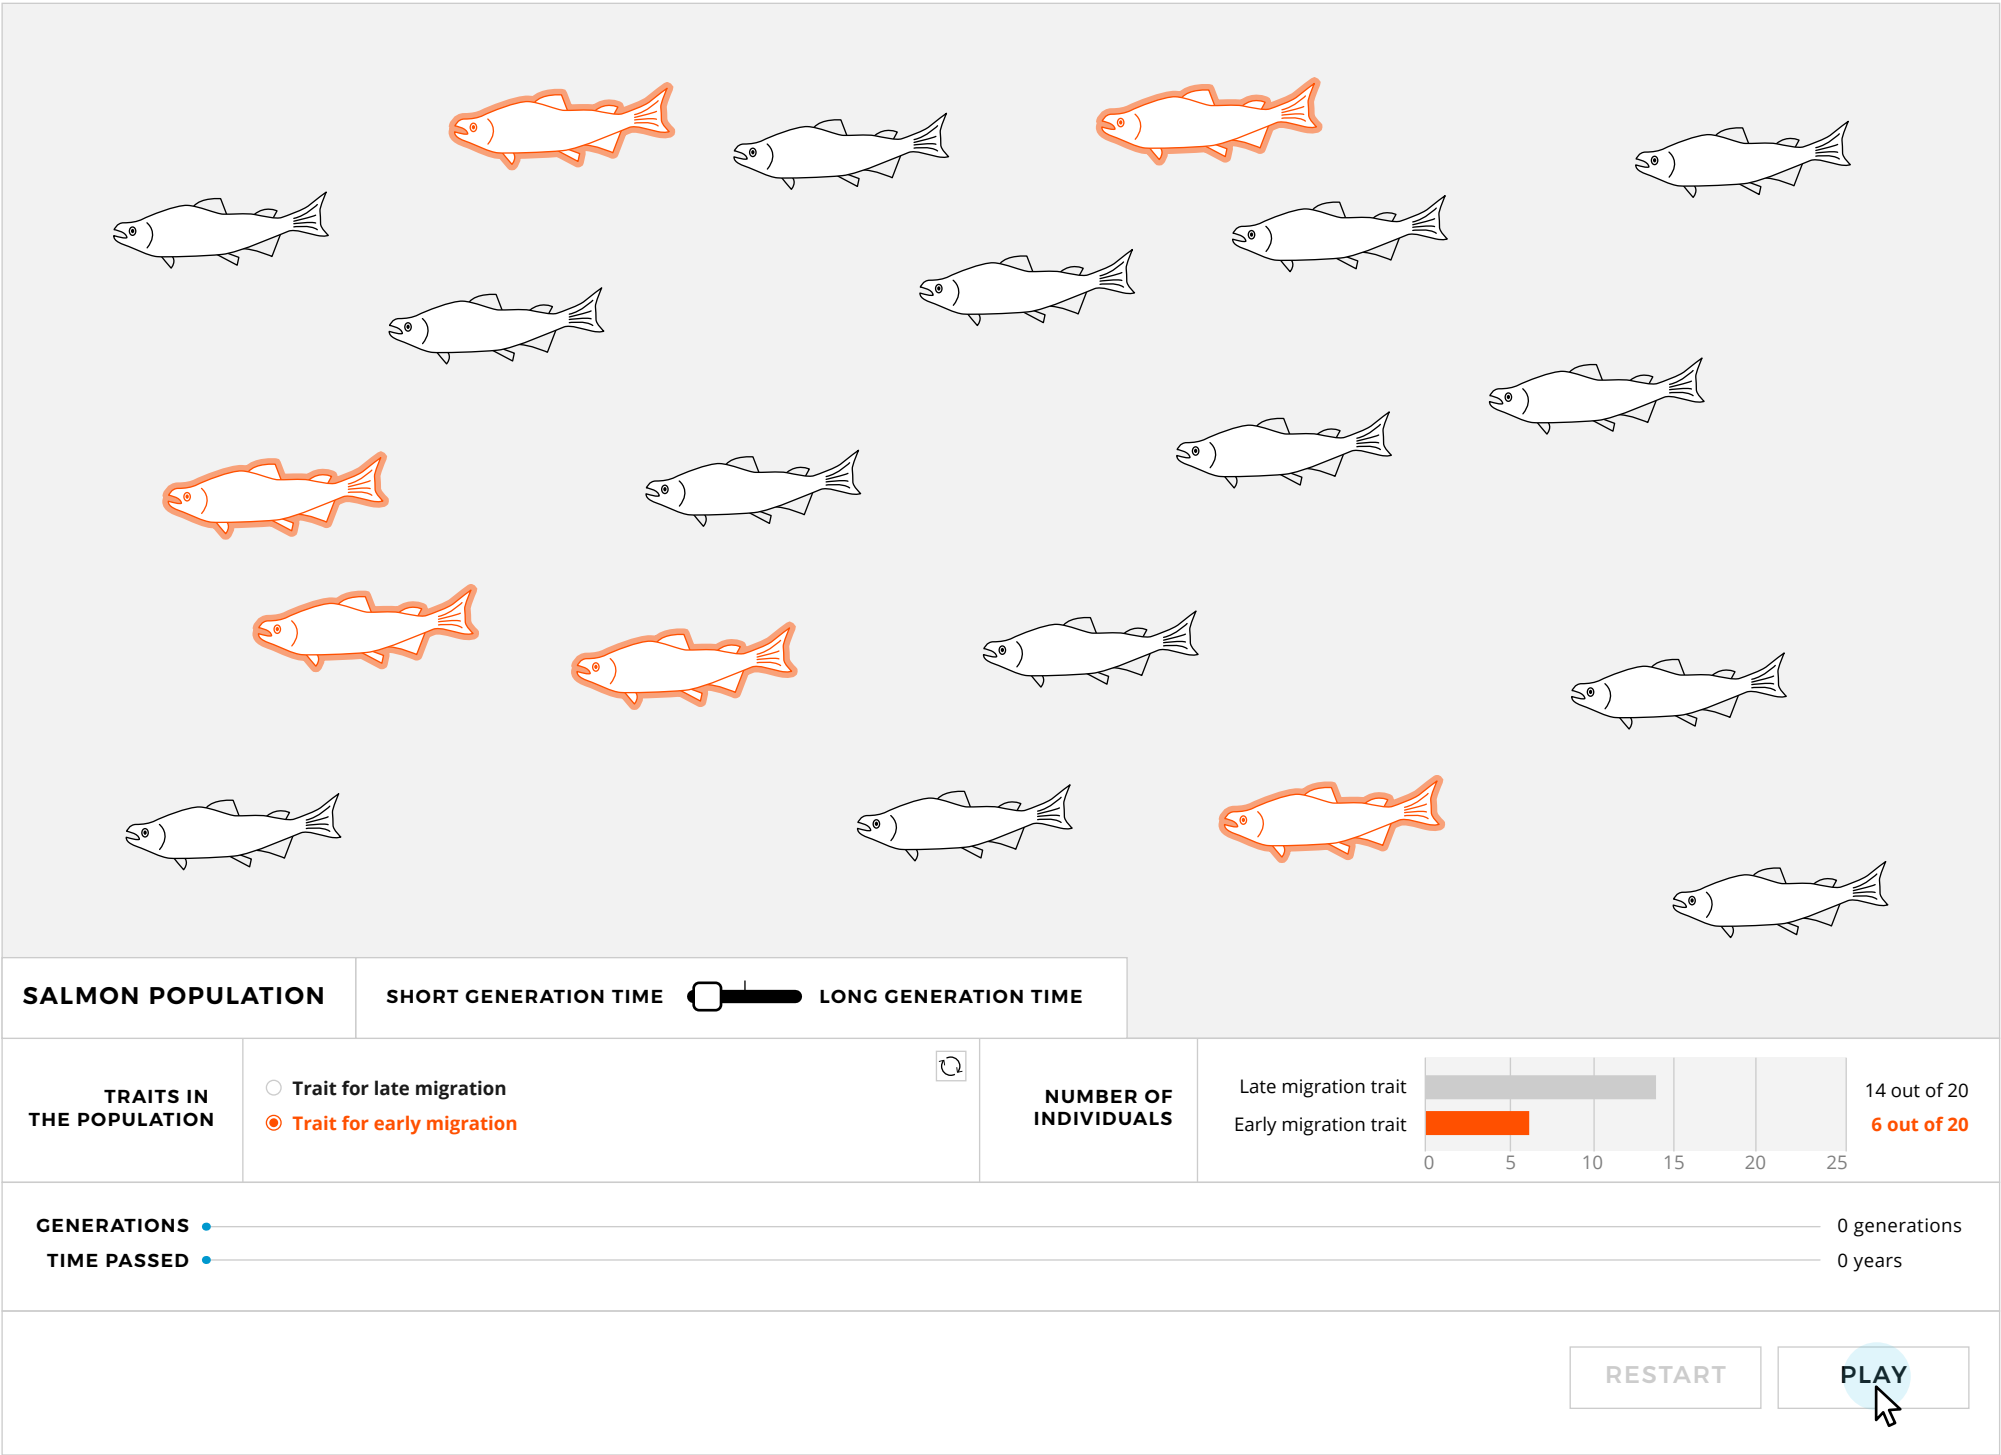 SALMON POPULATION
SHORT GENERATION TIME
LONG GENERATION TIME
TRAITS IN
THE POPULATION
Trait for late migration
Trait for early migration
NUMBER OF
INDIVIDUALS
Late migration trait
14 out of 20
Early migration trait
6 out of 20
0 5 10 15 20 25
GENERATIONS
0 generations
TIME PASSED
0 years
RESTART
PLAY